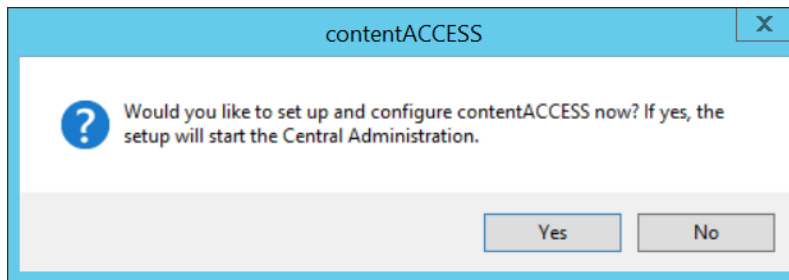 contentACCESS
X
?
Would you like to set up and configure contentACCESS now? If yes, the
setup will start the Central Administration.
Yes
No